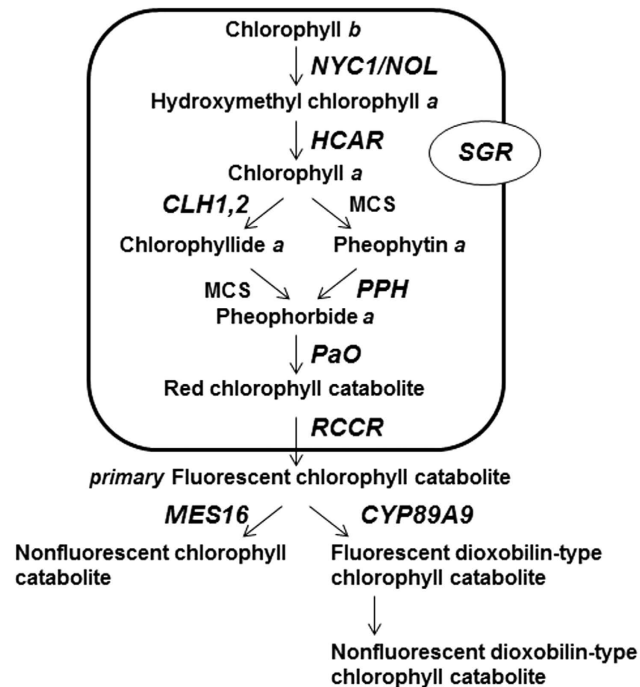 Chlorophyll b
NYC1/NOL
Hydroxymethyl chlorophyll a
HCAR
SGR
Chlorophyll a
CLH1,2
MCS
Chlorophyllide a
Pheophytin a
MCS
PPH
Pheophorbide a
PaO
Red chlorophyll catabolite
RCCR
primary Fluorescent chlorophyll catabolite
MES16
CYP89A9
Nonfluorescent chlorophyll
catabolite
Fluorescent dioxobilin-type
chlorophyll catabolite
Nonfluorescent dioxobilin-type
chlorophyll catabolite